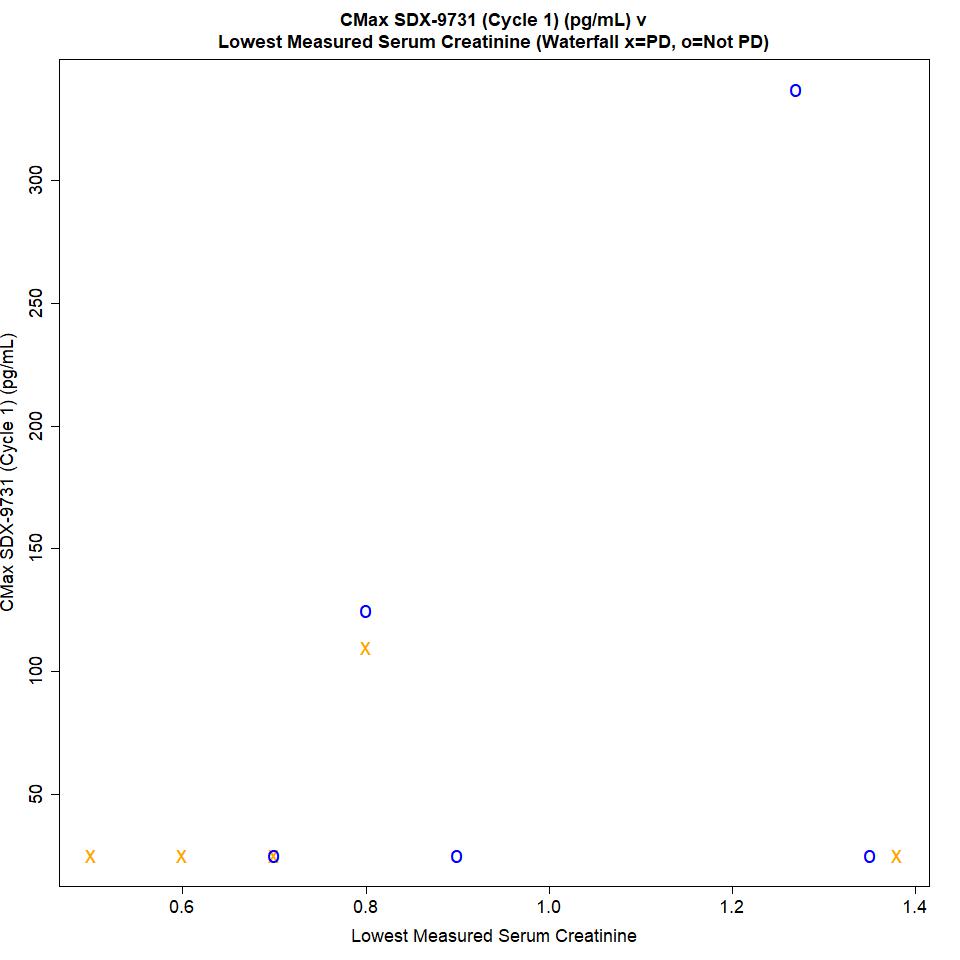 CMax SDX-9731 (Cycle 1) (pg/mL) v
Lowest Measured Serum Creatinine (Waterfall x=PD, o=Not PD)
CMax SDX-9731 (Cycle 1) (pg/mL)
300
250
200
150
100
50
O
O
X
X
X
X
O
O
O
X
0.6
0.8
1.0
1.2
1.4
Lowest Measured Serum Creatinine